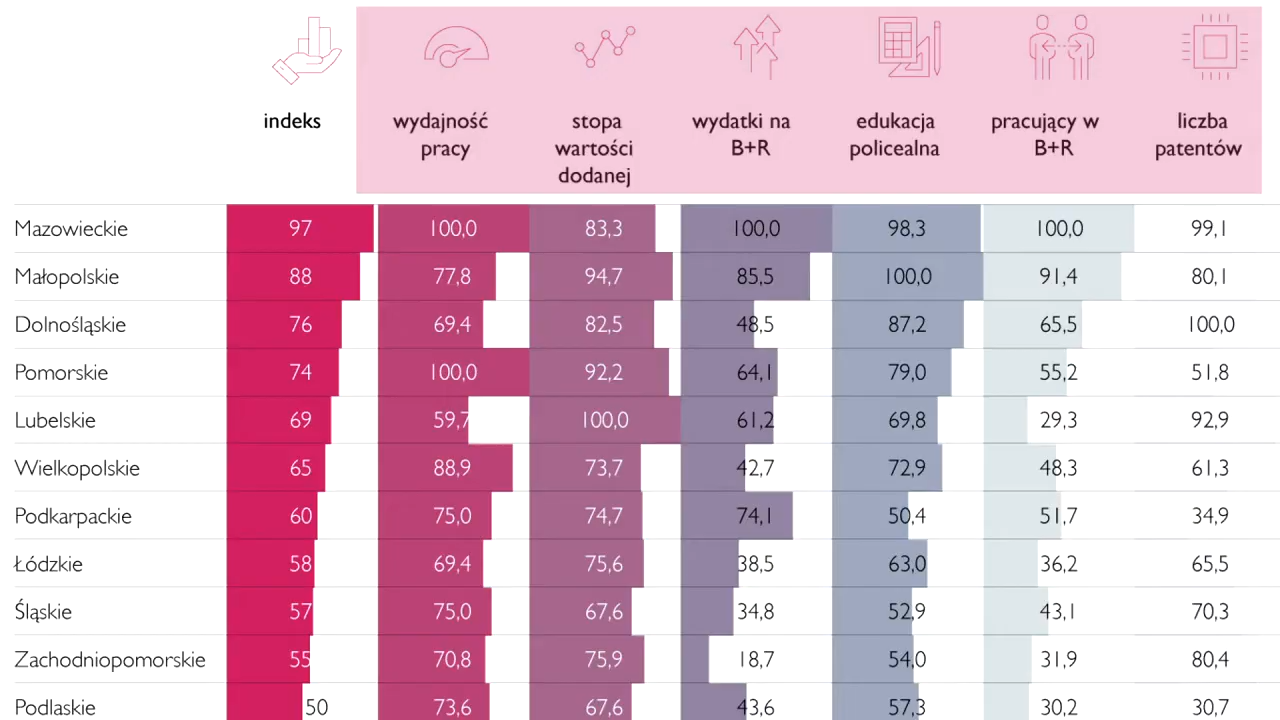 indeks wydajność pracy stopa wartości dodanej wydatki na B+R edukacja policealna pracujący w B+R liczba patentów
Mazowieckie 97 100,0 83,3 100,0 98,3 100,0 99,1
Małopolskie 88 77,8 94,7 85,5 100,0 91,4 80,1
Dolnośląskie 76 69,4 82,5 48,5 87,2 65,5 100,0
Pomorskie 74 100,0 92,2 64,1 79,0 55,2 51,8
Lubelskie 69 59,7 100,0 61,2 69,8 29,3 92,9
Wielkopolskie 65 88,9 73,7 42,7 72,9 48,3 61,3
Podkarpackie 60 75,0 74,7 74,1 50,4 51,7 34,9
Łódzkie 58 69,4 75,6 38,5 63,0 36,2 65,5
Śląskie 57 75,0 67,6 34,8 52,9 43,1 70,3
Zachodniopomorskie 55 70,8 75,9 18,7 54,0 31,9 80,4
Podlaskie 50 73,6 67,6 43,6 57,3 30,2 30,7